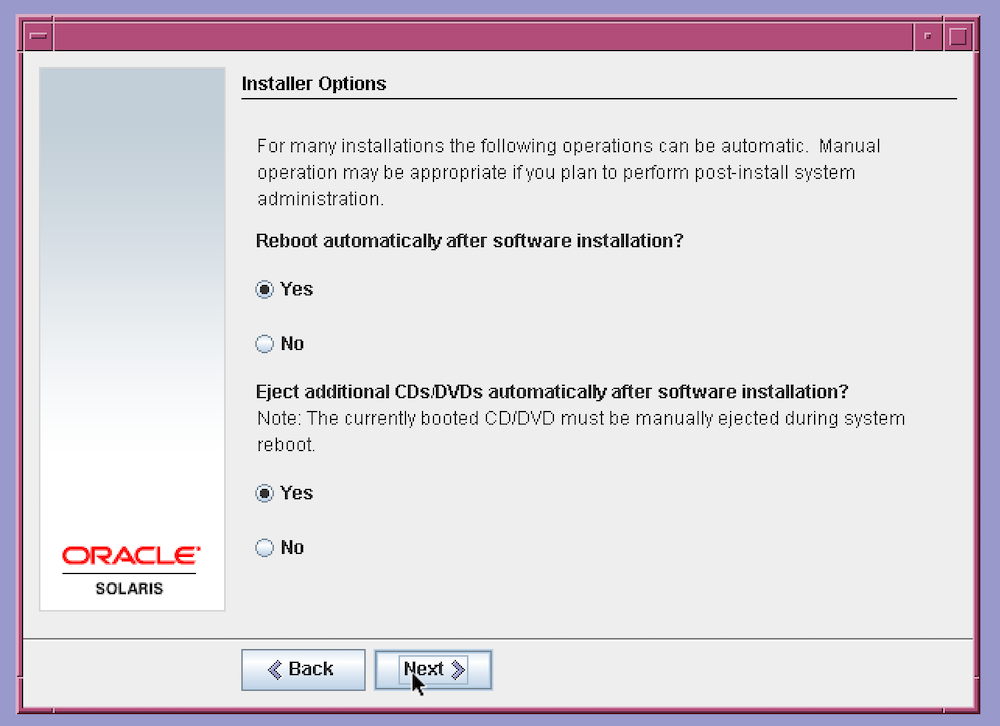 Installer Options
For many installations the following operations can be automatic.  Manual
operation may be appropriate if you plan to perform post-install system
administration.
Reboot automatically after software installation?
Yes
No
Eject additional CDs/DVDs automatically after software installation?
Note: The currently booted CD/DVD must be manually ejected during system
reboot.
Yes
No
ORACLE
SOLARIS
Back
Next